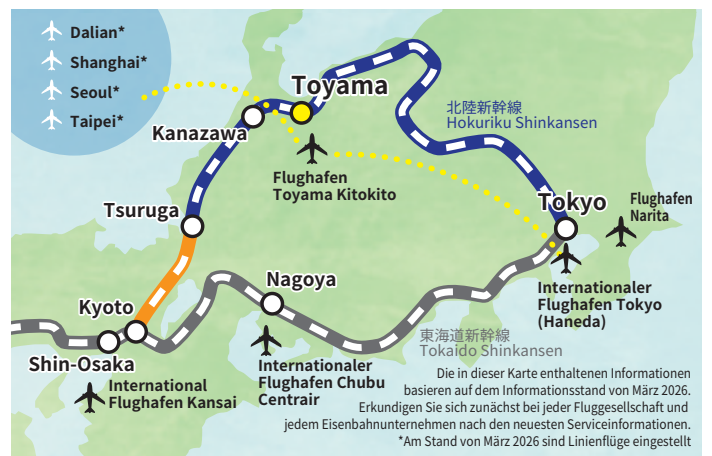 Dalian*
Shanghai*
Seoul*
Taipei*
Toyama
Kanazawa
北陸新幹線
Hokuriku Shinkansen
Flughafen
Toyama Kitokito
Tsuruga
Tokyo
Flughafen
Narita
Nagoya
Internationaler
Flughafen Tokyo
(Haneda)
Kyoto
Shin-Osaka
東海道新幹線
Tokaido Shinkansen
International
Flughafen Kansai
Internationaler
Flughafen Chubu
Centrair
Die in dieser Karte enthaltenen Informationen
basieren auf dem Informationsstand von März 2026.
Erkundigen Sie sich zunächst bei jeder Fluggesellschaft und
jedem Eisenbahnunternehmen nach den neuesten Serviceinformationen.
*Am Stand von März 2026 sind Linienflüge eingestellt